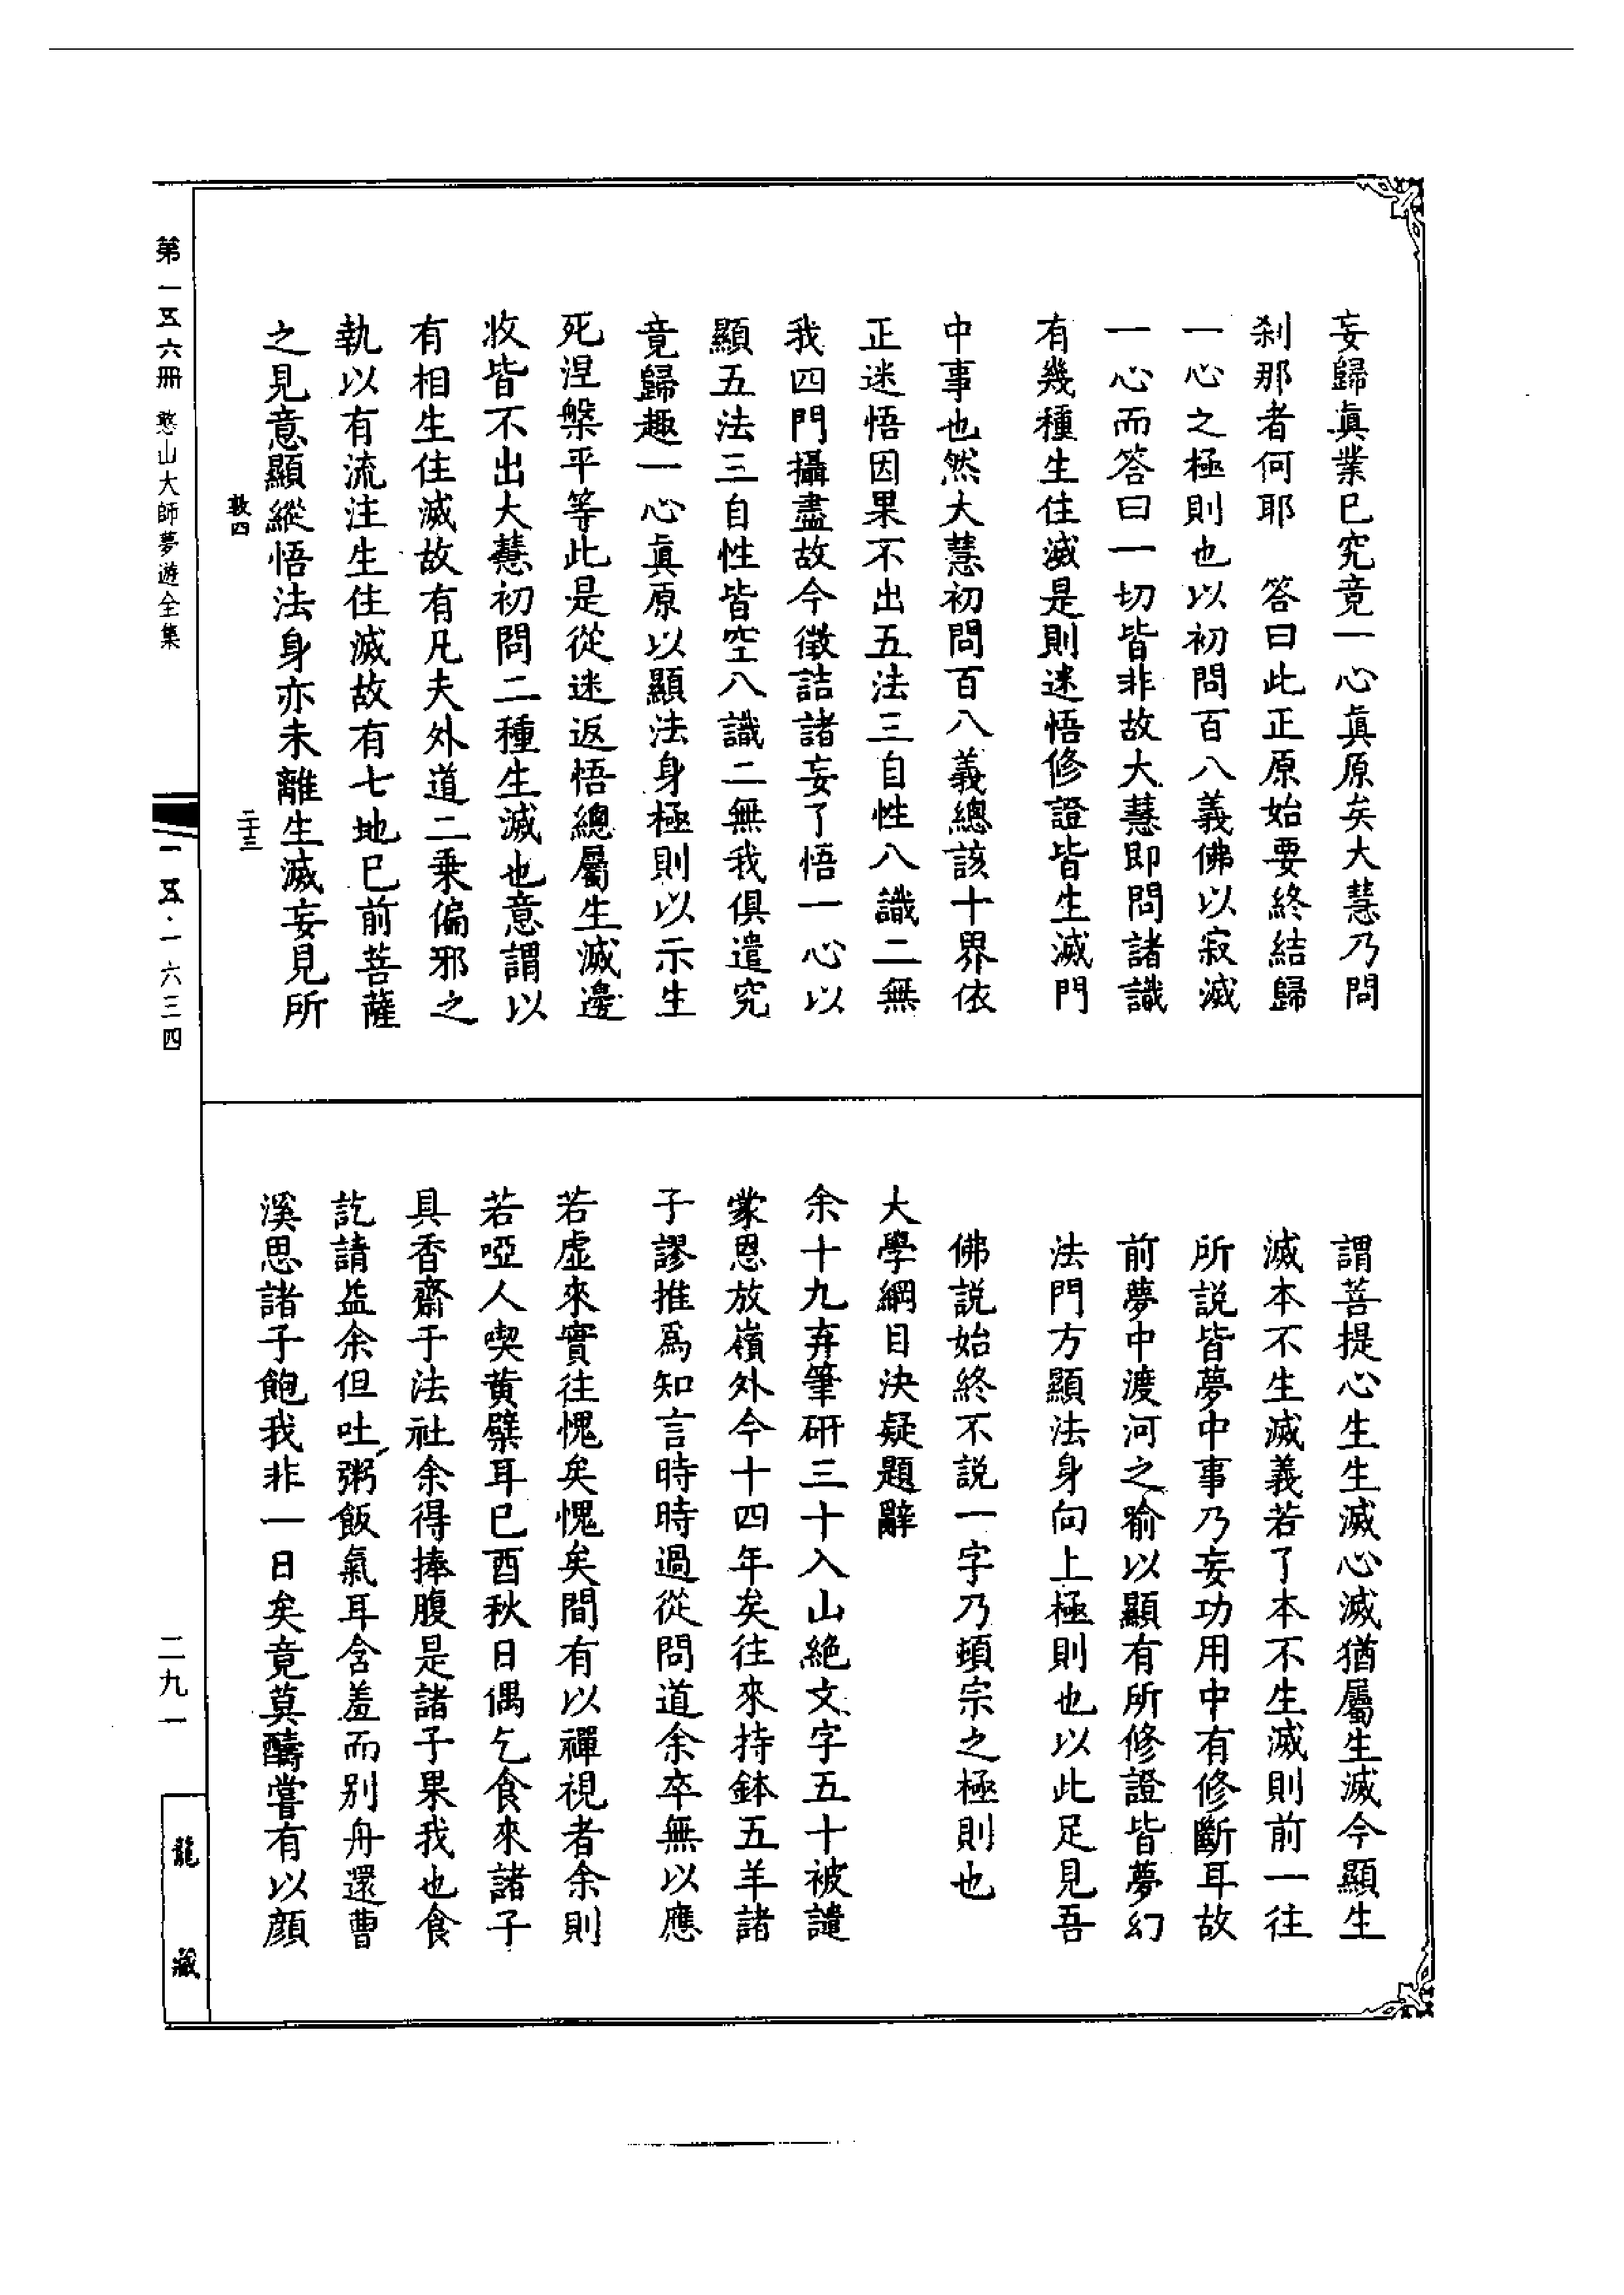 妄歸眞業已究竟一心眞原矣大慧乃問
刹那者何耶　答曰此正原始要終結歸
一心之極則也以初問百八義佛以寂滅
一心而答曰一切皆非故大慧即問諸識
有幾種生住滅是則迷悟修證皆生滅門
中事也然大慧初問百八義總該十界依
正迷悟因果不出五法三自性八識二無
我四門攝盡故今徵詰諸妄了悟一心以
顯五法三自性皆空八識二無我俱遣究
竟歸趣一心眞原以顯法身極則以示生
死涅槃平等此是從迷返悟總屬生滅邊
收皆不出大慧初問二種生滅也意謂以
有相生住滅故有凡夫外道二乘偏邪之
執以有流注生住滅故有七地已前菩薩
之見意顯縱悟法身亦未離生滅妄見所
敦四
二十三
謂菩提心生生滅心滅猶屬生滅今顯生
滅本不生滅義若了本不生滅則前一往
所説皆夢中事乃妄功用中有修斷耳故
前夢中渡河之喻以顯有所修證皆夢幻
法門方顯法身向上極則也以此足見吾
佛説始終不説一字乃頓宗之極則也
大學綱目決疑題辭
余十九弃筆研三十入山絶文字五十被譴
蒙恩放嶺外今十四年矣往來持鉢五羊諸
子謬推爲知言時時過從問道余卒無以應
若虛來實往愧矣愧矣間有以禪視者余則
若啞人喫黄檗耳已酉秋日偶乞食來諸子
具香齋于法社余得捧腹是諸子果我也食
訖請益余但吐粥飯氣耳含羞而别舟還曹
溪思諸子飽我非一日矣竟莫醻嘗有以顔
第一五六冊　憨山大師夢遊全集
一五五·一六三四
二九一
龍藏